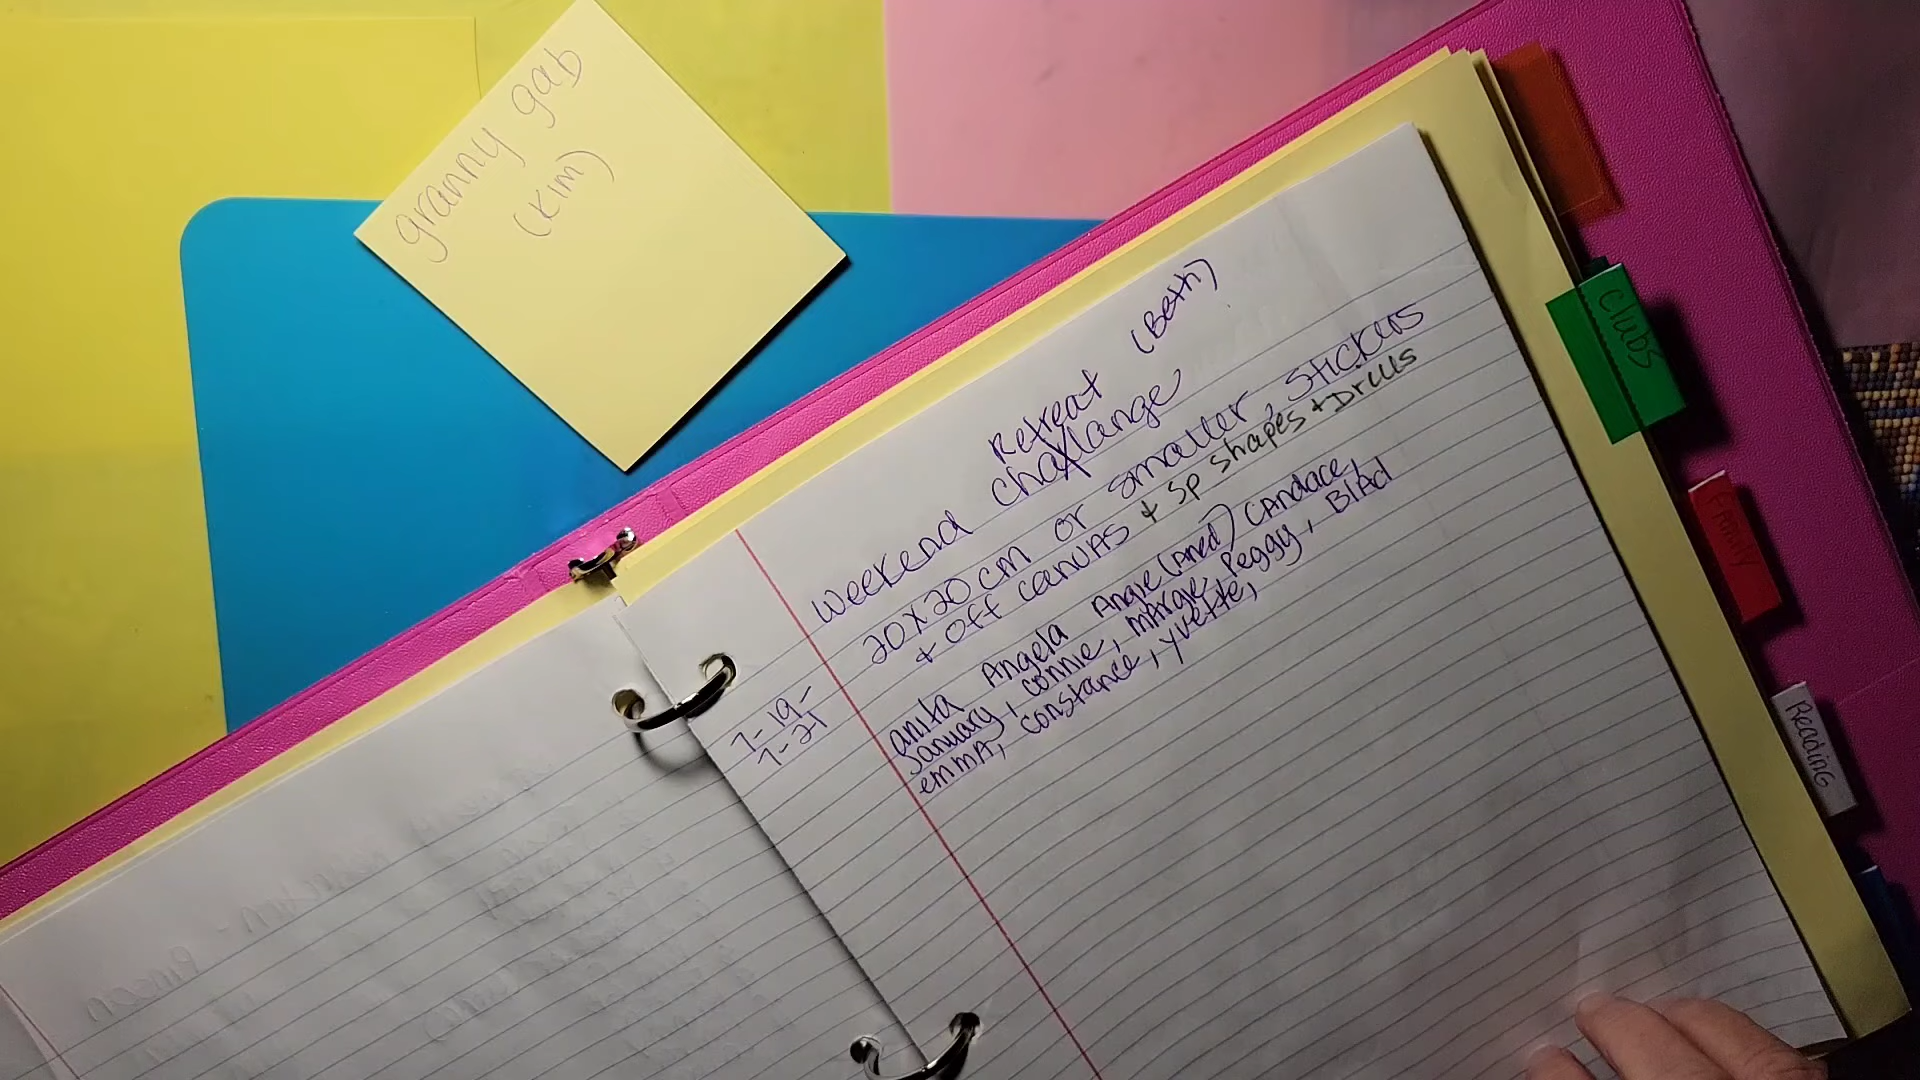 granny gab
(Kim)
(Beth)
Retreat
Weekend challange
20x20 cm or smaller, Stickers
+ off canvas + Sp shapes + Drills
7-19-
7-21
anita Angela Angie (Aned) Candace,
January, connie, margie, Peggy, BlAd
emmA, constance, yvette,
Clubs
Family
Reading